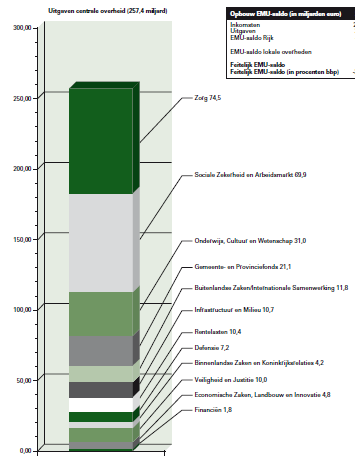 Uitgaven centrale overheid (257,4 miljard)
Opbouw EMU-saldo (in miljarden euro)
Inkomsten
Uitgaven
EMU-saldo Rijk
EMU-saldo lokale overheden
Feitelijk EMU-saldo
Feitelijk EMU-saldo (in procenten bbp)
300,00
250,00
200,00
150,00
100,00
50,00
0,00
Zorg 74,5
Sociale Zekerheid en Arbeidsmarkt 69,9
Onderwijs, Cultuur en Wetenschap 31,0
Gemeente- en Provinciefonds 21,1
Buitenlandse Zaken/Internationale Samenwerking 11,8
Infrastructuur en Milieu 10,7
Rentelasten 10,4
Defensie 7,2
Binnenlandse Zaken en Koninkrijksrelaties 4,2
Veiligheid en Justitie 10,0
Economische Zaken, Landbouw en Innovatie 4,8
Financiën 1,8